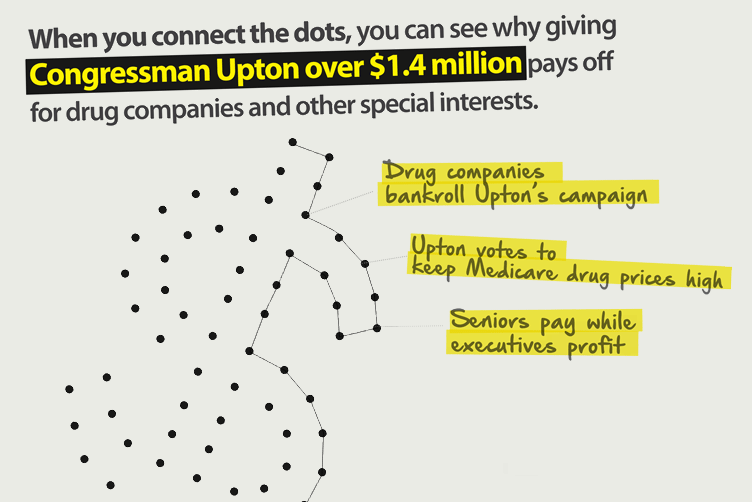 When you connect the dots, you can see why giving
Congressman Upton over $1.4 million pays off
for drug companies and other special interests.
Drug companies
bankroll Upton's campaign
Upton votes to
keep Medicare drug prices high
Seniors pay while
executives profit